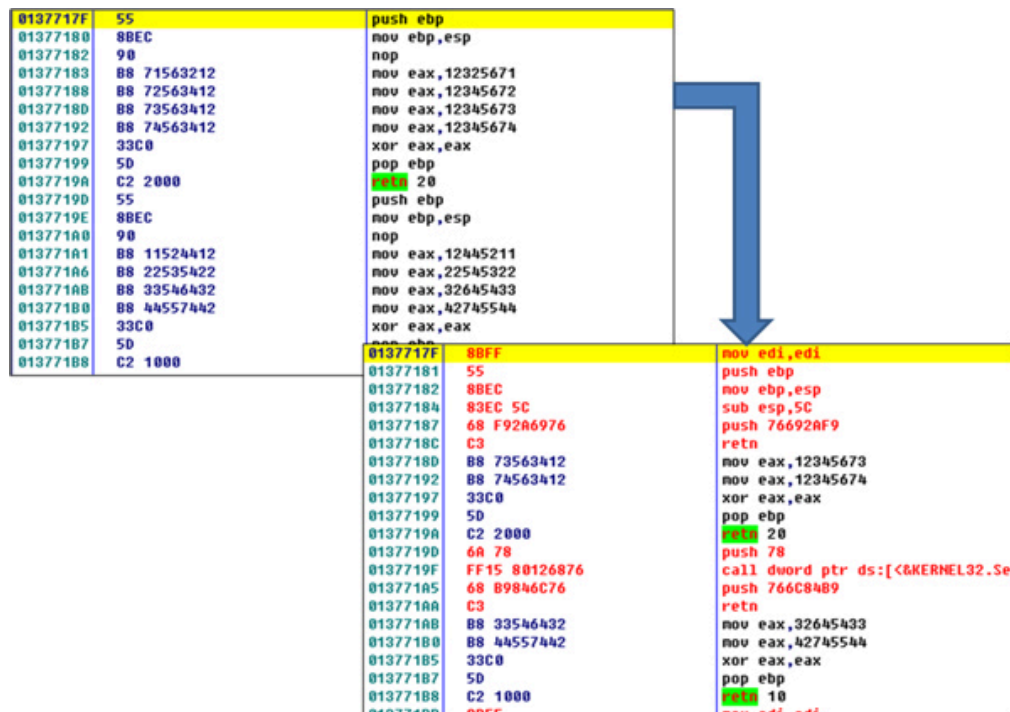 0137717F 55 push ebp
01377180 8BEC mov ebp,esp
01377182 90 nop
01377183 B8 71563212 mov eax,12325671
01377188 B8 72563412 mov eax,12345672
0137718D B8 73563412 mov eax,12345673
01377192 B8 74563412 mov eax,12345674
01377197 33C0 xor eax,eax
01377199 5D pop ebp
0137719A C2 2000 retn 20
0137719D 55 push ebp
0137719E 8BEC mov ebp,esp
013771A0 90 nop
013771A1 B8 11524412 mov eax,12445211
013771A6 B8 22535422 mov eax,22545322
013771AB B8 33546432 mov eax,32645433
013771B0 B8 44557442 mov eax,42745544
013771B5 33C0 xor eax,eax
013771B7 5D
013771B8 C2 1000
0137717F 8BFF mov edi,edi
01377181 55 push ebp
01377182 8BEC mov ebp,esp
01377184 83EC 5C sub esp,5C
01377187 68 F92A6976 push 76692AF9
0137718C C3 retn
0137718D B8 73563412 mov eax,12345673
01377192 B8 74563412 mov eax,12345674
01377197 33C0 xor eax,eax
01377199 5D pop ebp
0137719A C2 2000 retn 20
0137719D 6A 78 push 78
0137719F FF15 80126876 call dword ptr ds:[<&KERNEL32.Se
013771A5 68 B9846C76 push 766C84B9
013771AA C3 retn
013771AB B8 33546432 mov eax,32645433
013771B0 B8 44557442 mov eax,42745544
013771B5 33C0 xor eax,eax
013771B7 5D pop ebp
013771B8 C2 1000 retn 10